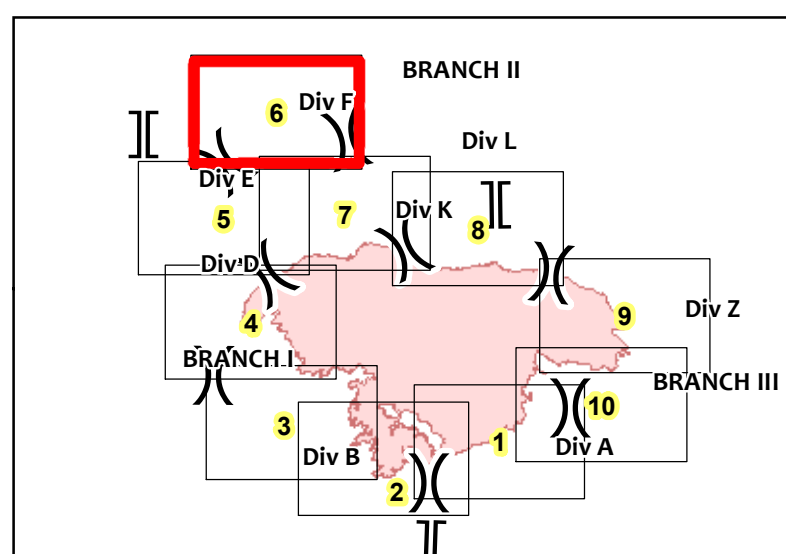 BRANCH II
Div F
6
Div L
Div E
5
7
Div K
8
Div D
4
9
Div Z
BRANCH I
BRANCH III
3
10
1
Div A
Div B
2